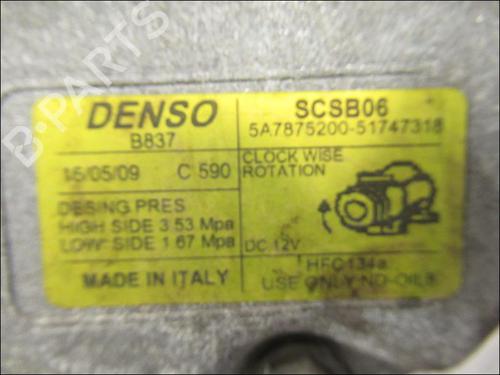 DENSO
B837
15/05/09 C 590
DESING PRES
HIGH SIDE 3.53 Mpa
LOW SIDE 1.67 Mpa
MADE IN ITALY
SCSB06
5A7875200-51747318
CLOCK WISE
ROTATION
DC 12V
HFC134a
USE ONLY ND-OIL8
B-PARTS